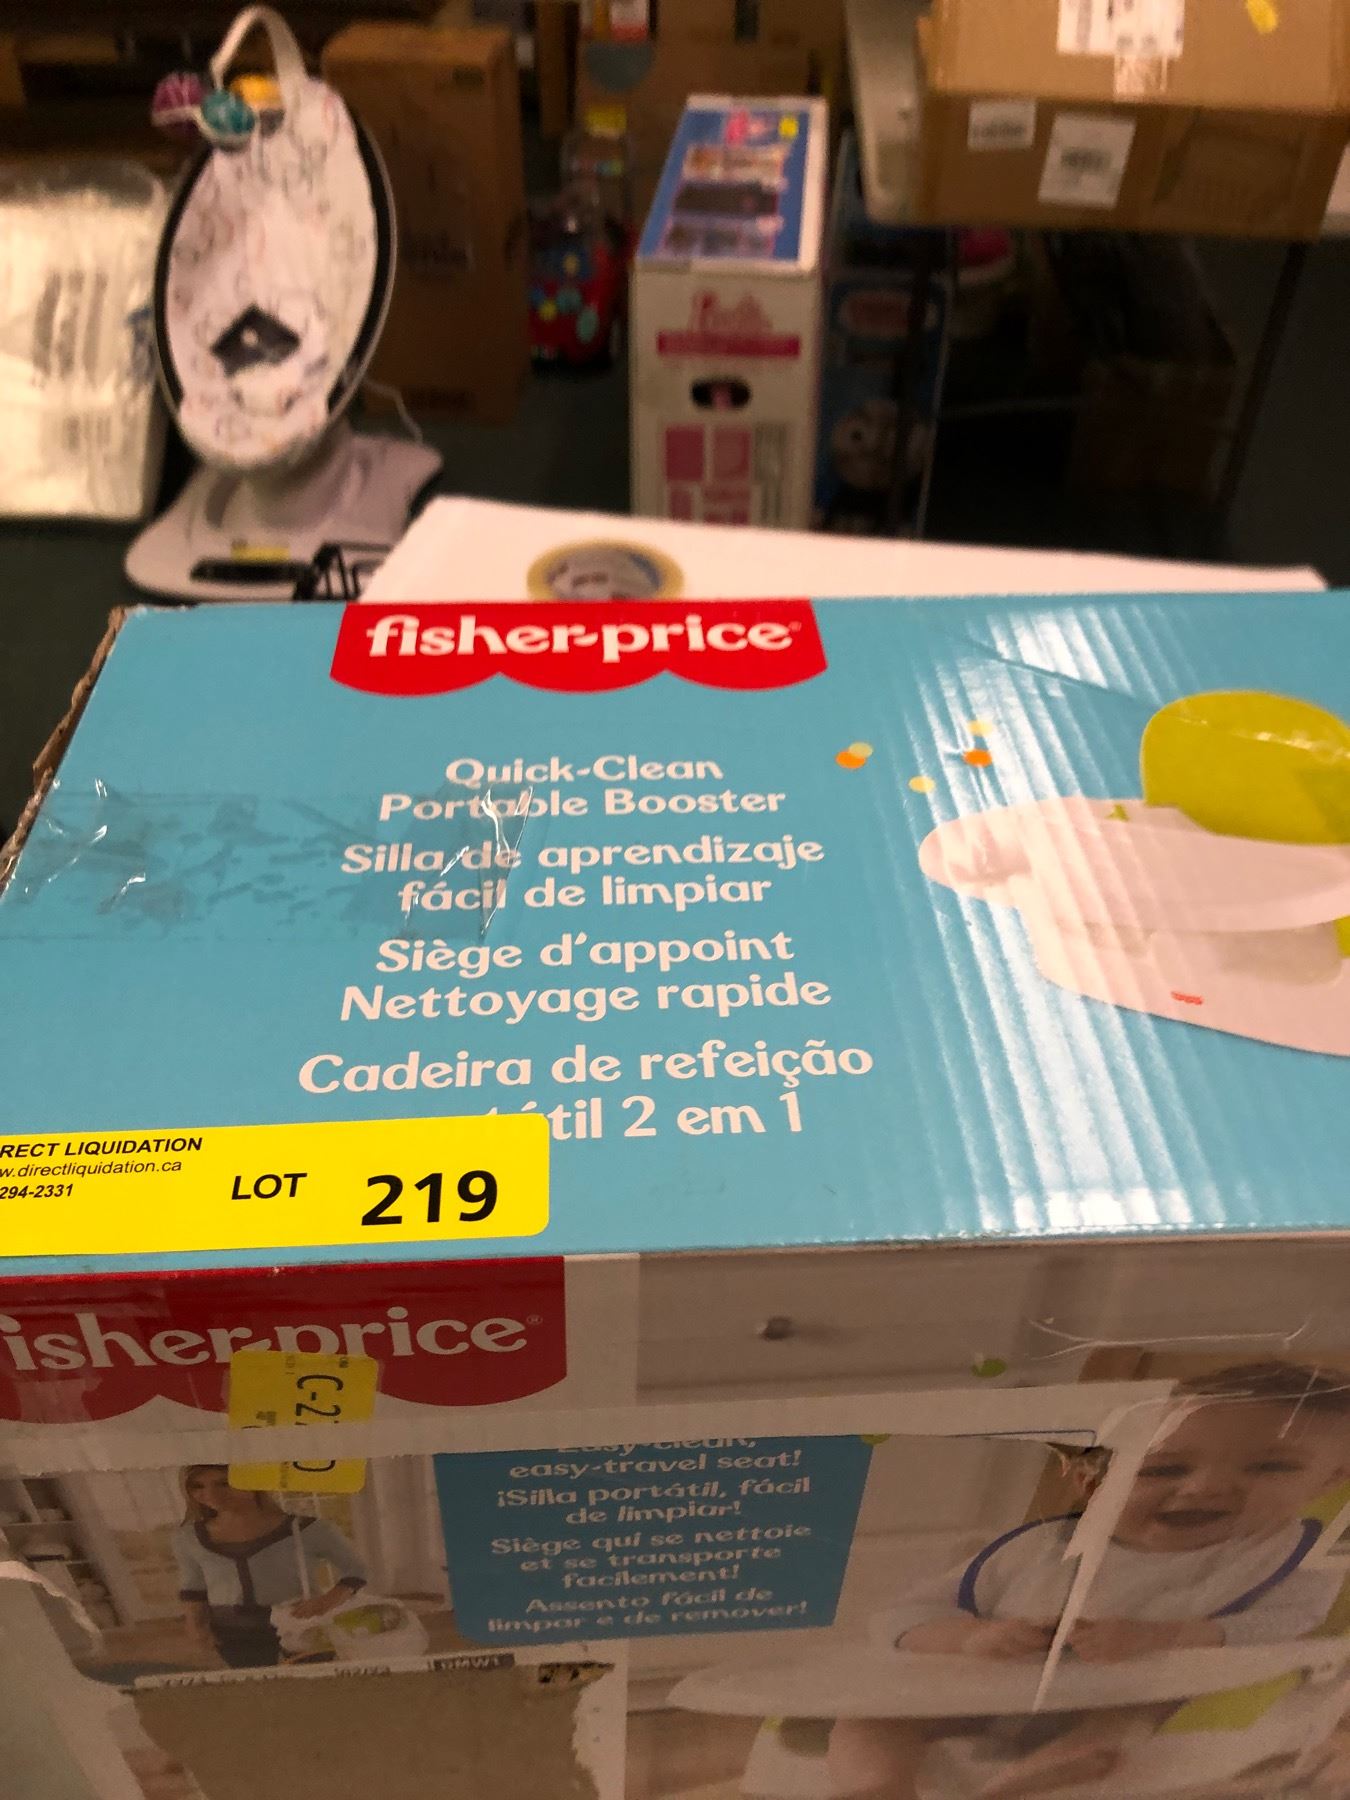 fisher-price
Quick-Clean
Portable Booster
Silla de aprendizaje
fácil de limpiar
Siège d'appoint
Nettoyage rapide
Cadeira de refeição
til 2 em 1
RECT LIQUIDATION
w.directliquidation.ca
294-2331
LOT 219
isher-price®
C-2
easy-travel seat!
¡Silla portátil, fácil
de limpiar!
Siège qui se nettoie
et se transporte
facilement!
Assento fácil de
limpar e de remover!